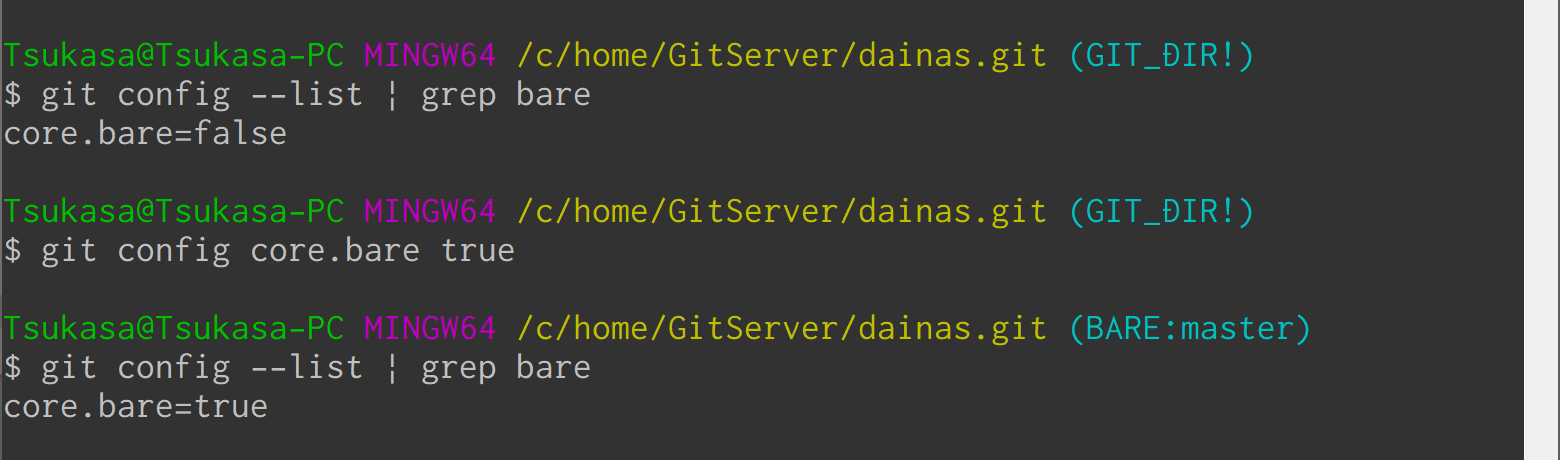 Tsukasa@Tsukasa-PC MINGW64 /c/home/GitServer/dainas.git (GIT_ĐIR!)
$ git config --list ¦ grep bare
core.bare=false
Tsukasa@Tsukasa-PC MINGW64 /c/home/GitServer/dainas.git (GIT_ĐIR!)
$ git config core.bare true
Tsukasa@Tsukasa-PC MINGW64 /c/home/GitServer/dainas.git (BARE:master)
$ git config --list ¦ grep bare
core.bare=true